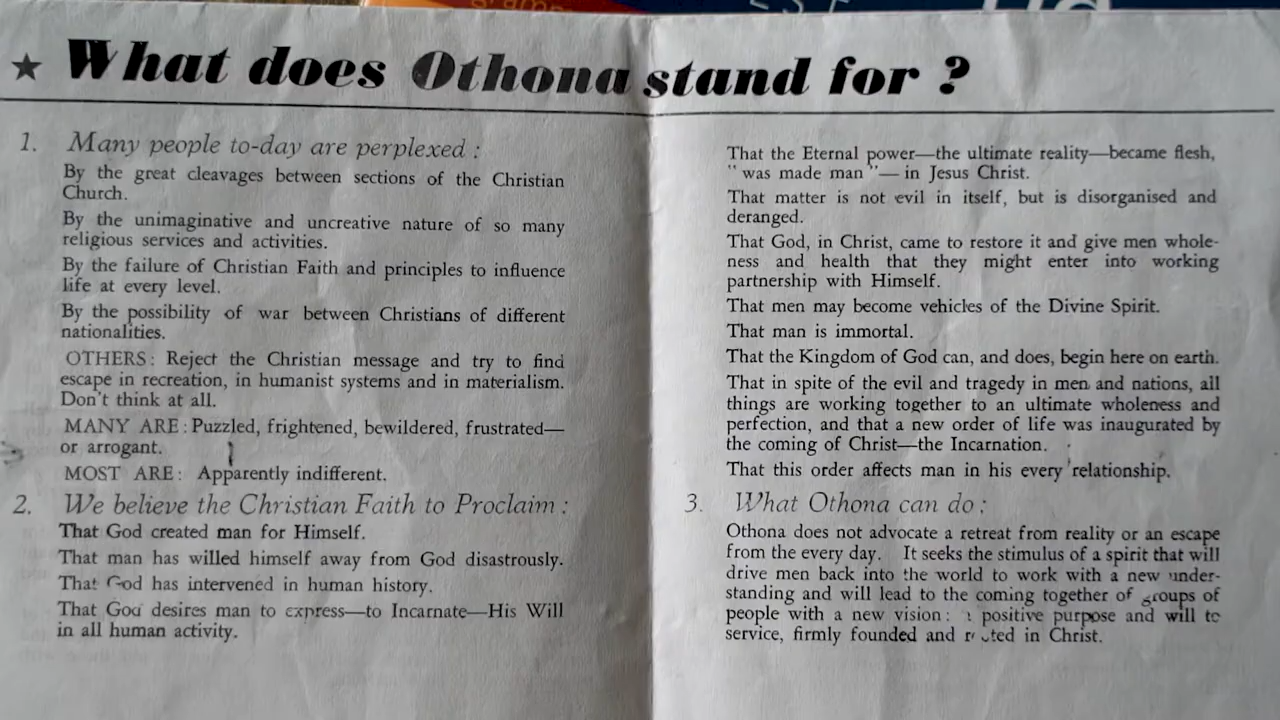 ★ What does Othona stand for ?
1. Many people to-day are perplexed :
By the great cleavages between sections of the Christian
Church.
By the unimaginative and uncreative nature of so many
religious services and activities.
By the failure of Christian Faith and principles to influence
life at every level.
By the possibility of war between Christians of different
nationalities.
OTHERS: Reject the Christian message and try to find
escape in recreation, in humanist systems and in materialism.
Don't think at all.
MANY ARE: Puzzled, frightened, bewildered, frustrated—
or arrogant.
MOST ARE: Apparently indifferent.
2. We believe the Christian Faith to Proclaim :
That God created man for Himself.
That man has willed himself away from God disastrously.
That God has intervened in human history.
That God desires man to express—to Incarnate—His Will
in all human activity.
That the Eternal power—the ultimate reality—became flesh,
"was made man"— in Jesus Christ.
That matter is not evil in itself, but is disorganised and
deranged.
That God, in Christ, came to restore it and give men whole-
ness and health that they might enter into working
partnership with Himself.
That men may become vehicles of the Divine Spirit.
That man is immortal.
That the Kingdom of God can, and does, begin here on earth.
That in spite of the evil and tragedy in men and nations, all
things are working together to an ultimate wholeness and
perfection, and that a new order of life was inaugurated by
the coming of Christ—the Incarnation.
That this order affects man in his every relationship.
3. What Othona can do :
Othona does not advocate a retreat from reality or an escape
from the every day. It seeks the stimulus of a spirit that will
drive men back into the world to work with a new under-
standing and will lead to the coming together of groups of
people with a new vision: a positive purpose and will to
service, firmly founded and rooted in Christ.